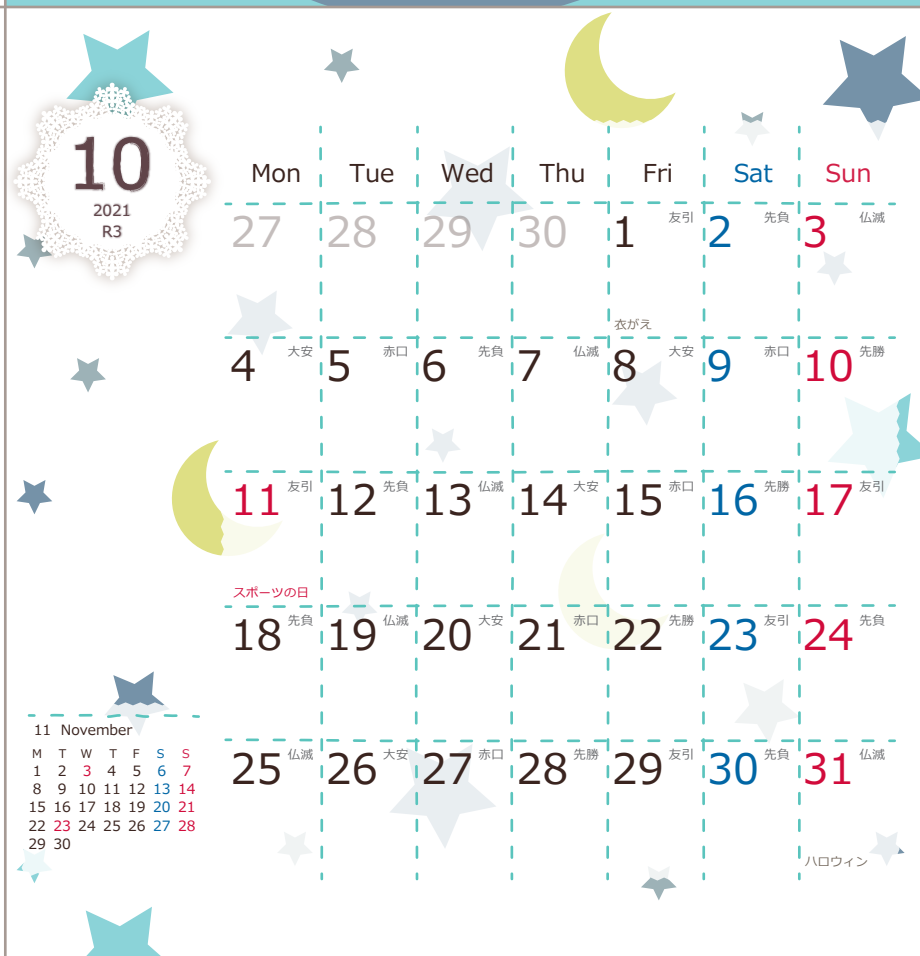 10
2021
R3
Mon Tue Wed Thu Fri Sat Sun
27 28 29 30 1 友引 2 先負 3 仏滅
衣がえ
4 大安 5 赤口 6 先負 7 仏滅 8 大安 9 赤口 10 先勝
11 友引 12 先負 13 仏滅 14 大安 15 赤口 16 先勝 17 友引
スポーツの日
18 先負 19 仏滅 20 大安 21 赤口 22 先勝 23 友引 24 先負
25 仏滅 26 大安 27 赤口 28 先勝 29 友引 30 先負 31 仏滅
ハロウィン
11 November
M T W T F S S
1 2 3 4 5 6 7
8 9 10 11 12 13 14
15 16 17 18 19 20 21
22 23 24 25 26 27 28
29 30